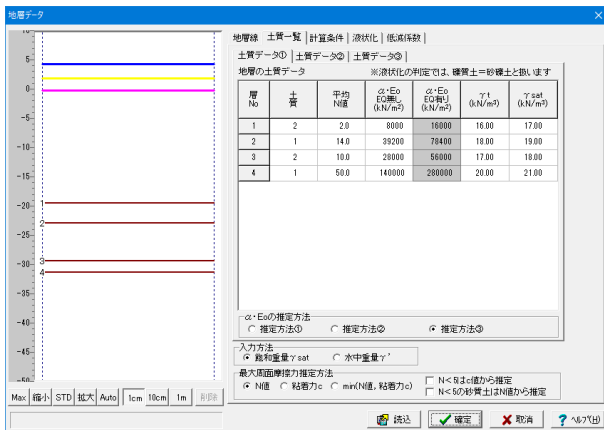 地層データ
地層線 土質一覧 計算条件 液状化 低減係数
土質データ① 土質データ② 土質データ③
地層の土質データ ※液状化の判定では、礫質土=砂礫土と扱います
層No 土質 平均N値 α・Eo EQ無し (kN/m²) α・Eo EQ有り (kN/m²) γt (kN/m³) γsat (kN/m³)
1 2 2.0 8000 16000 16.00 17.00
2 1 14.0 39200 78400 18.00 19.00
3 2 10.0 28000 56000 17.00 18.00
4 1 50.0 140000 280000 20.00 21.00
α・Eoの推定方法
推定方法① 推定方法② 推定方法③
入力方法
飽和重量γsat 水中重量γ'
最大周面摩擦力推定方法
N値 粘着力c min(N値, 粘着力c)
N<5はc値から推定
N<5の砂質土はN値から推定
10
5
0
-5
-10
-15
-20
-25
-30
-35
-40
-45
-50
1
2
3
4
Max 縮小 STD 拡大 Auto 1cm 10cm 1m 削除
読込 確定 取消 ヘルプ(H)